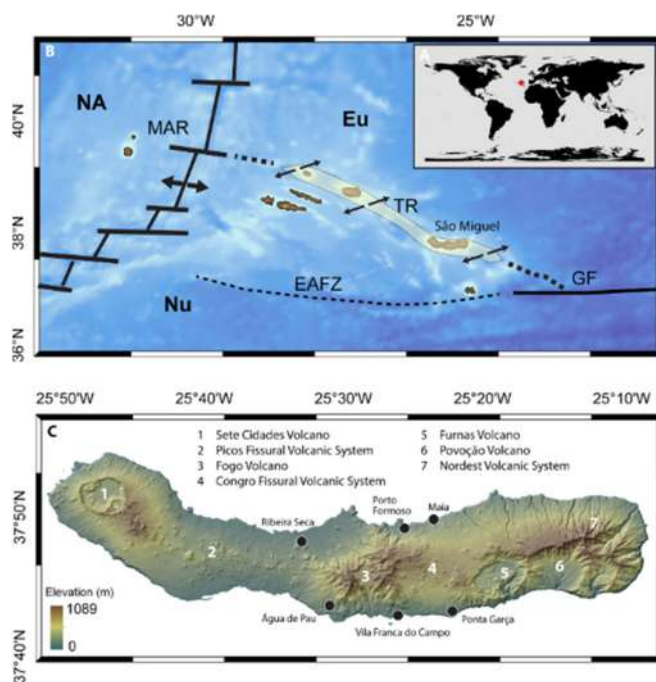 30°W 25°W
B
A
NA
Eu
MAR
40°N
TR
São Miguel
38°N
EAFZ
GF
Nu
36°N
25°50'W 25°40'W 25°30'W 25°20'W 25°10'W
C
1 Sete Cidades Volcano
2 Picos Fissural Volcanic System
3 Fogo Volcano
4 Congro Fissural Volcanic System
5 Furnas Volcano
6 Povoção Volcano
7 Nordest Volcanic System
37°50'N
1
Ribeira Seca
Porto
Formoso
Maia
7
2
3
4
5
6
Elevation (m)
1089
0
Água de Pau
Vila Franca do Campo
Ponta Garça
37°40'N